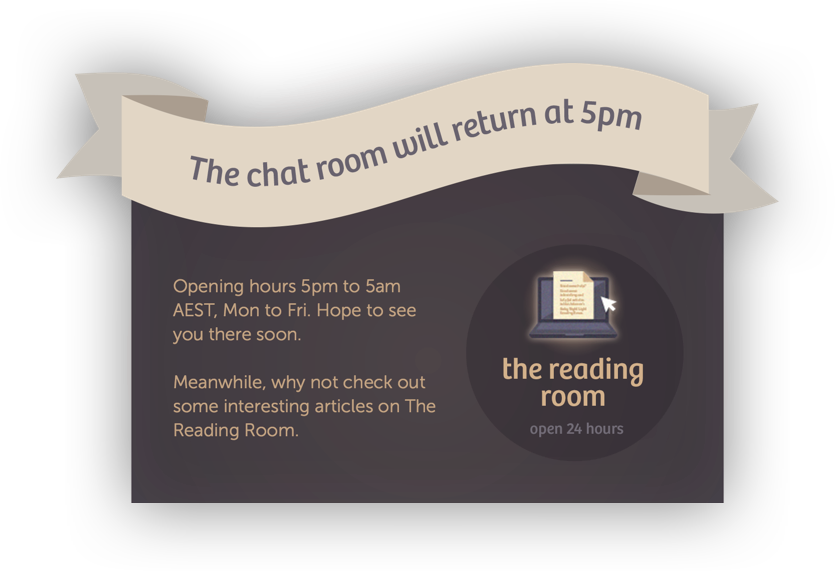 The chat room will return at 5pm
Opening hours 5pm to 5am
AEST, Mon to Fri. Hope to see
you there soon.
Meanwhile, why not check out
some interesting articles on The
Reading Room.
the reading
room
open 24 hours